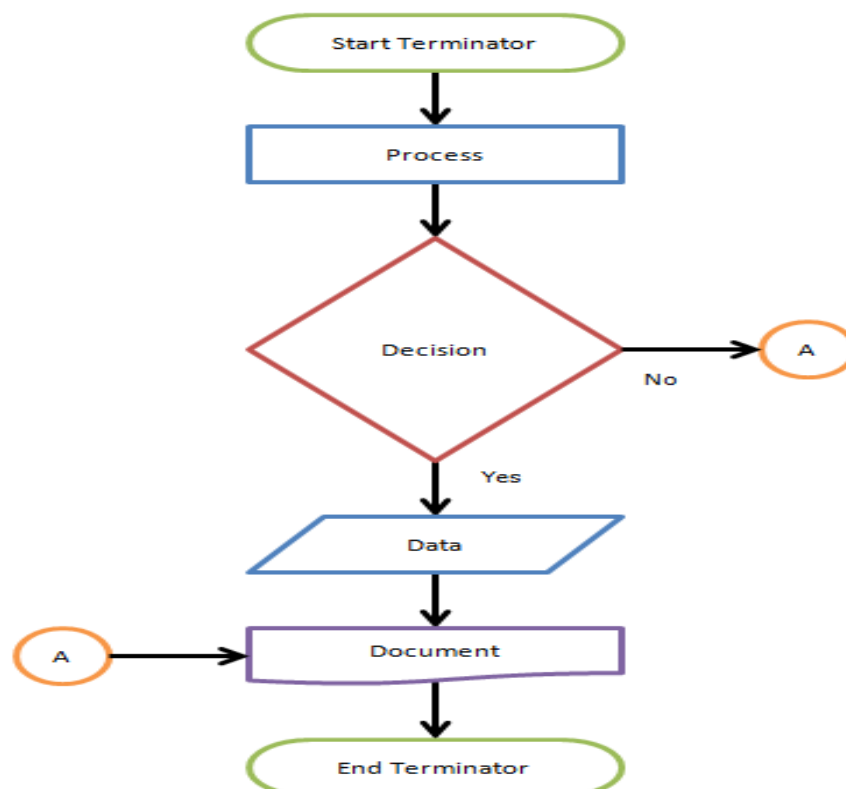 Start Terminator
Process
Decision
A
No
Yes
Data
A
Document
End Terminator